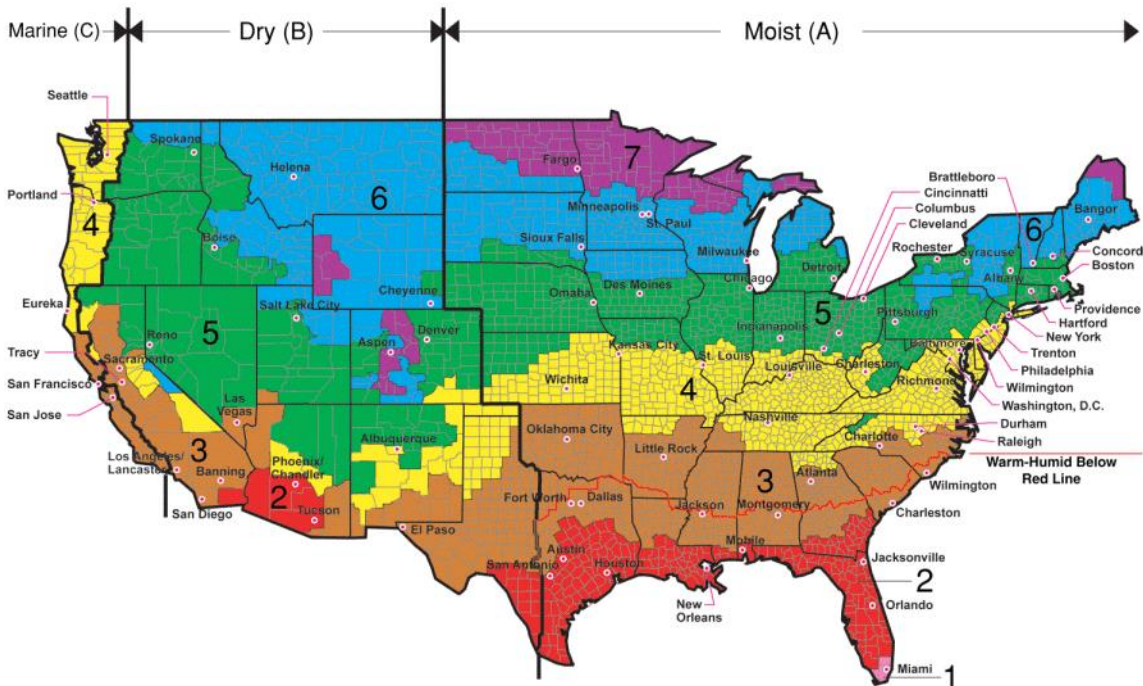 Marine (C)
Dry (B)
Moist (A)
Seattle
Spokane
Portland
Helena
Fargo
7
Brattleboro
Cincinnatti
Columbus
Cleveland
4
6
Minneapolis
St. Paul
Bangor
6
Boise
Sioux Falls
Milwaukee
Rochester
Syracuse
Concord
Albany
Boston
Detroit
Chicago
Eureka
Salt Lake City
Cheyenne
Omaha
Des Moines
5
Pittsburgh
Providence
Hartford
Reno
5
Denver
Indianapolis
New York
Tracy
Aspen
Kansas City
St. Louis
Baltimore
Trenton
Sacramento
Louisville
Charleston
Philadelphia
San Francisco
Wichita
4
Richmond
Wilmington
San Jose
Las
Vegas
Washington, D.C.
Nashville
Durham
3
Albuquerque
Oklahoma City
Charlotte
Raleigh
Los Angeles/
Lancaster
Little Rock
Warm-Humid Below
Red Line
Banning
Phoenix/
Chandler
2
3
Atlanta
Wilmington
Fort Worth
Dallas
San Diego
Tucson
El Paso
Jackson
Montgomery
Charleston
Mobile
Austin
Jacksonville
San Antonio
Houston
2
New
Orleans
Orlando
Miami
1